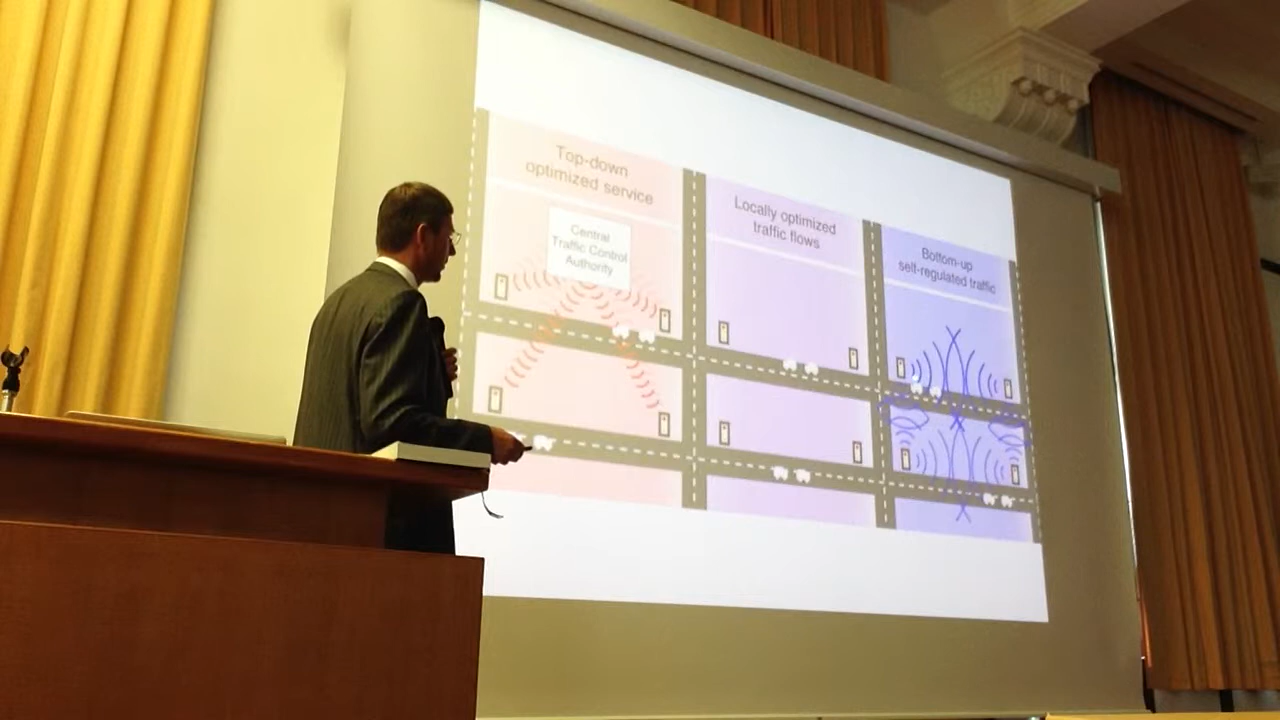 Top-down
optimized service
Central
Traffic Control
Authority
Locally optimized
traffic flows
Bottom-up
self-regulated traffic